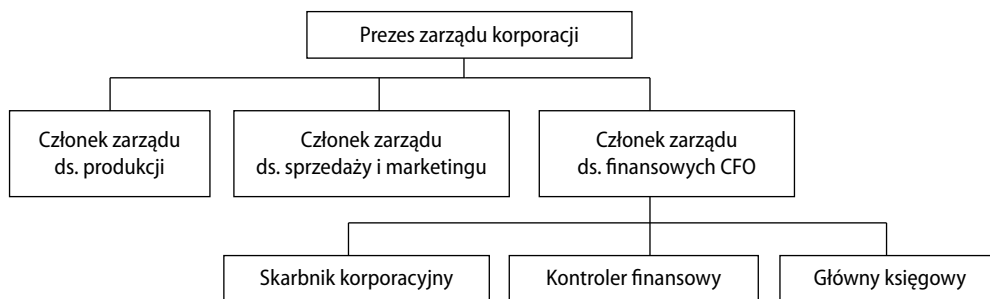 Prezes zarządu korporacji
Członek zarządu
ds. produkcji
Członek zarządu
ds. sprzedaży i marketingu
Członek zarządu
ds. finansowych CFO
Skarbnik korporacyjny
Kontroler finansowy
Główny księgowy